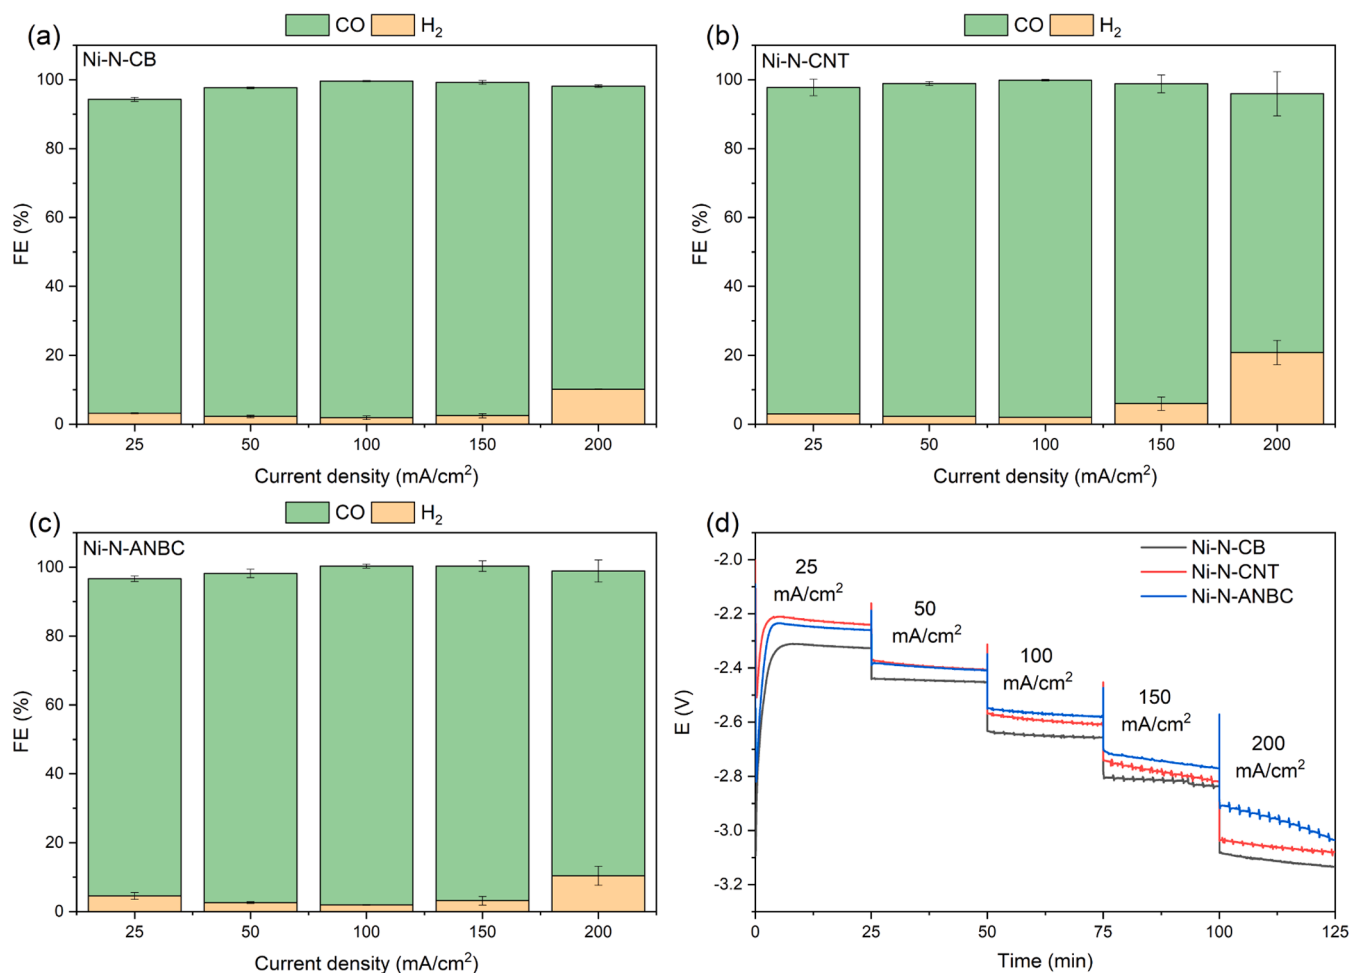 (a)
CO H₂
Ni-N-CB
100
80
60
40
20
0
FE (%)
25 50 100 150 200
Current density (mA/cm²)
(b)
CO H₂
Ni-N-CNT
100
80
60
40
20
0
FE (%)
25 50 100 150 200
Current density (mA/cm²)
(c)
CO H₂
Ni-N-ANBC
100
80
60
40
20
0
FE (%)
25 50 100 150 200
Current density (mA/cm²)
(d)
-2.0
-2.2
-2.4
-2.6
-2.8
-3.0
-3.2
E (V)
Ni-N-CB
Ni-N-CNT
Ni-N-ANBC
25
mA/cm²
50
mA/cm²
100
mA/cm²
150
mA/cm²
200
mA/cm²
0 25 50 75 100 125
Time (min)